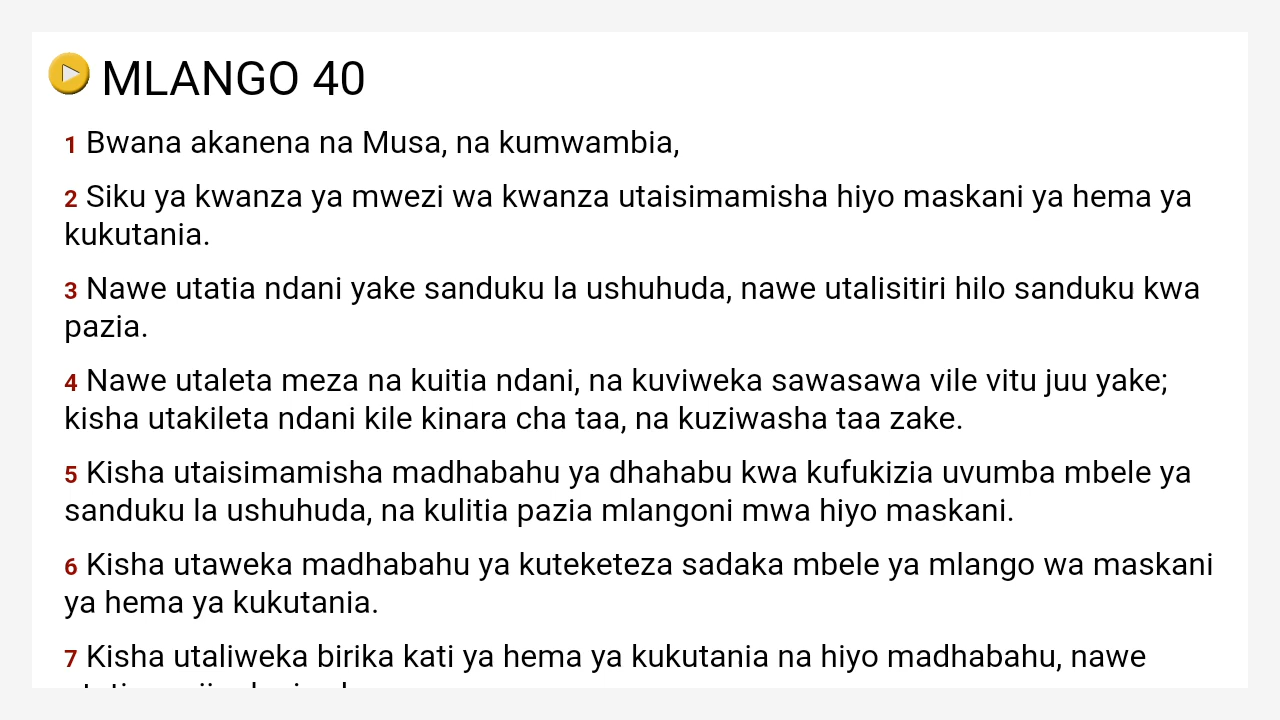 MLANGO 40
1 Bwana akanena na Musa, na kumwambia,
2 Siku ya kwanza ya mwezi wa kwanza utaisimamisha hiyo maskani ya hema ya
kukutania.
3 Nawe utatia ndani yake sanduku la ushuhuda, nawe utalisitiri hilo sanduku kwa
pazia.
4 Nawe utaleta meza na kuitia ndani, na kuviweka sawasawa vile vitu juu yake;
kisha utakileta ndani kile kinara cha taa, na kuziwasha taa zake.
5 Kisha utaisimamisha madhabahu ya dhahabu kwa kufukizia uvumba mbele ya
sanduku la ushuhuda, na kulitia pazia mlangoni mwa hiyo maskani.
6 Kisha utaweka madhabahu ya kuteketeza sadaka mbele ya mlango wa maskani
ya hema ya kukutania.
7 Kisha utaliweka birika kati ya hema ya kukutania na hiyo madhabahu, nawe